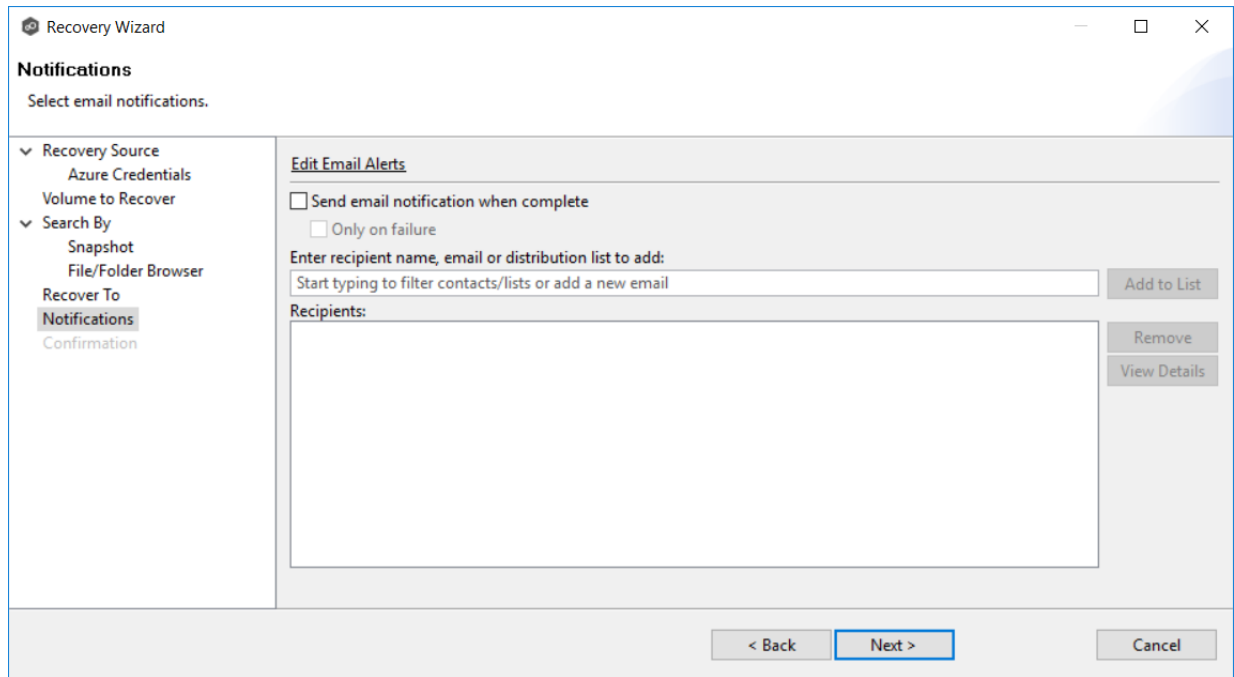 Recovery Wizard
Notifications
Select email notifications.
Recovery Source
Azure Credentials
Volume to Recover
Search By
Snapshot
File/Folder Browser
Recover To
Notifications
Confirmation
Edit Email Alerts
Send email notification when complete
Only on failure
Enter recipient name, email or distribution list to add:
Start typing to filter contacts/lists or add a new email
Add to List
Recipients:
Remove
View Details
< Back
Next >
Cancel